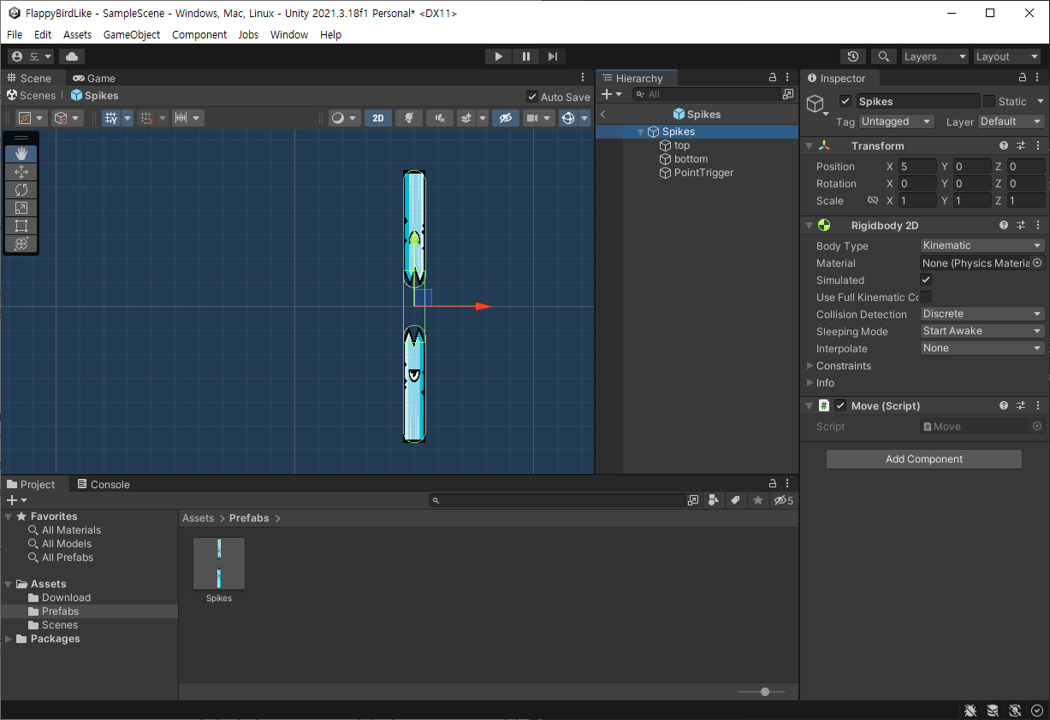 FlappyBirdLike - SampleScene - Windows, Mac, Linux - Unity 2021.3.18f1 Personal* <DX11>
File Edit Assets GameObject Component Jobs Window Help
도 Layers Layout
Scene Game
Scenes Spikes Auto Save
2D
Hierarchy
All
Spikes
Spikes
top
bottom
PointTrigger
Inspector
Spikes Static
Tag Untagged Layer Default
Transform
Position X 5 Y 0 Z 0
Rotation X 0 Y 0 Z 0
Scale X 1 Y 1 Z 1
Rigidbody 2D
Body Type Kinematic
Material None (Physics Materia
Simulated
Use Full Kinematic Co
Collision Detection Discrete
Sleeping Mode Start Awake
Interpolate None
Constraints
Info
Move (Script)
Script Move
Add Component
Project Console
5
Favorites
All Materials
All Models
All Prefabs
Assets
Download
Prefabs
Scenes
Packages
Assets > Prefabs >
Spikes